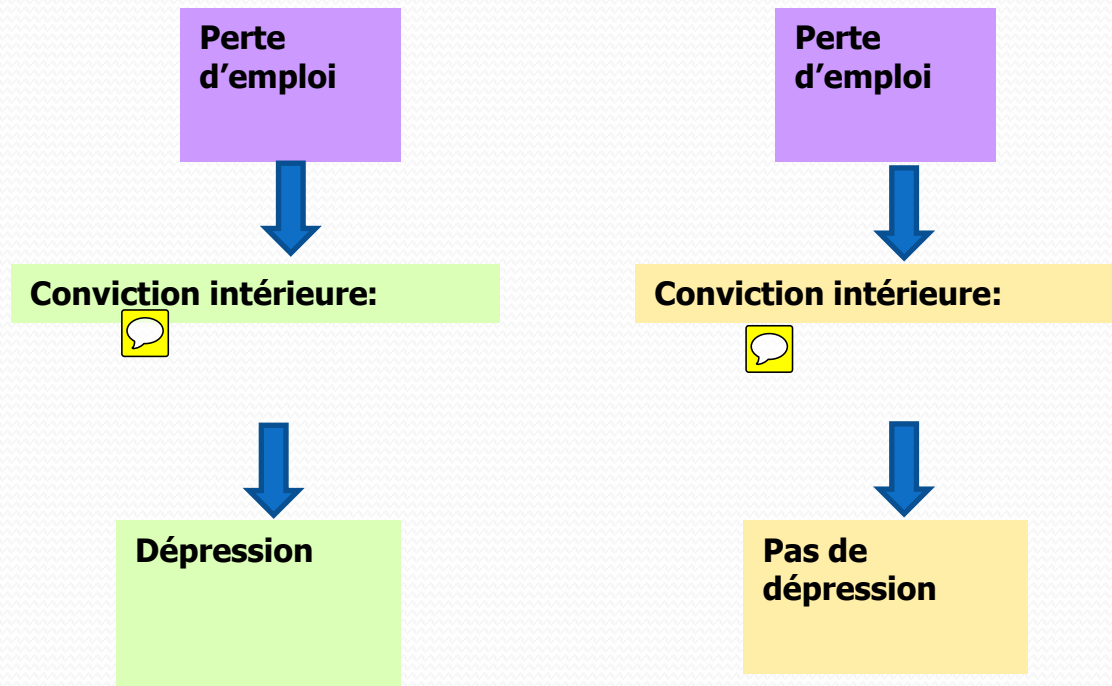 Perte
d’emploi
Perte
d’emploi
Conviction intérieure:
Conviction intérieure:
Dépression
Pas de
dépression